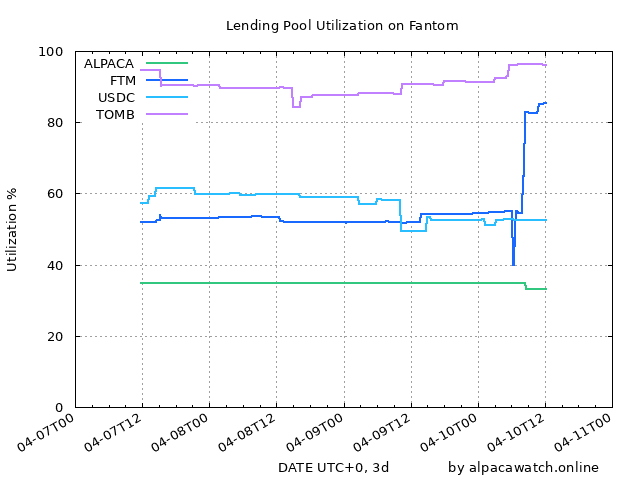 Lending Pool Utilization on Fantom
100
80
60
40
20
0
Utilization %
ALPACA
FTM
USDC
TOMB
04-07T00
04-07T12
04-08T00
04-08T12
04-09T00
04-09T12
04-10T00
04-10T12
04-11T00
DATE UTC+0, 3d by alpacawatch.online